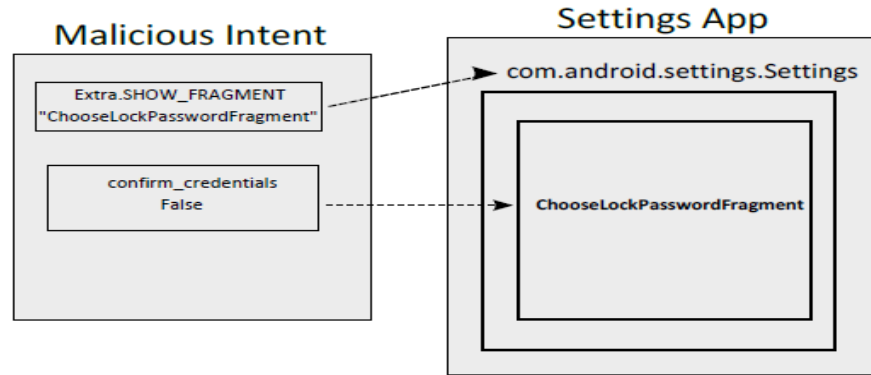 Malicious Intent
Extra.SHOW_FRAGMENT
"ChooseLockPasswordFragment"
confirm_credentials
False
Settings App
com.android.settings.Settings
ChooseLockPasswordFragment